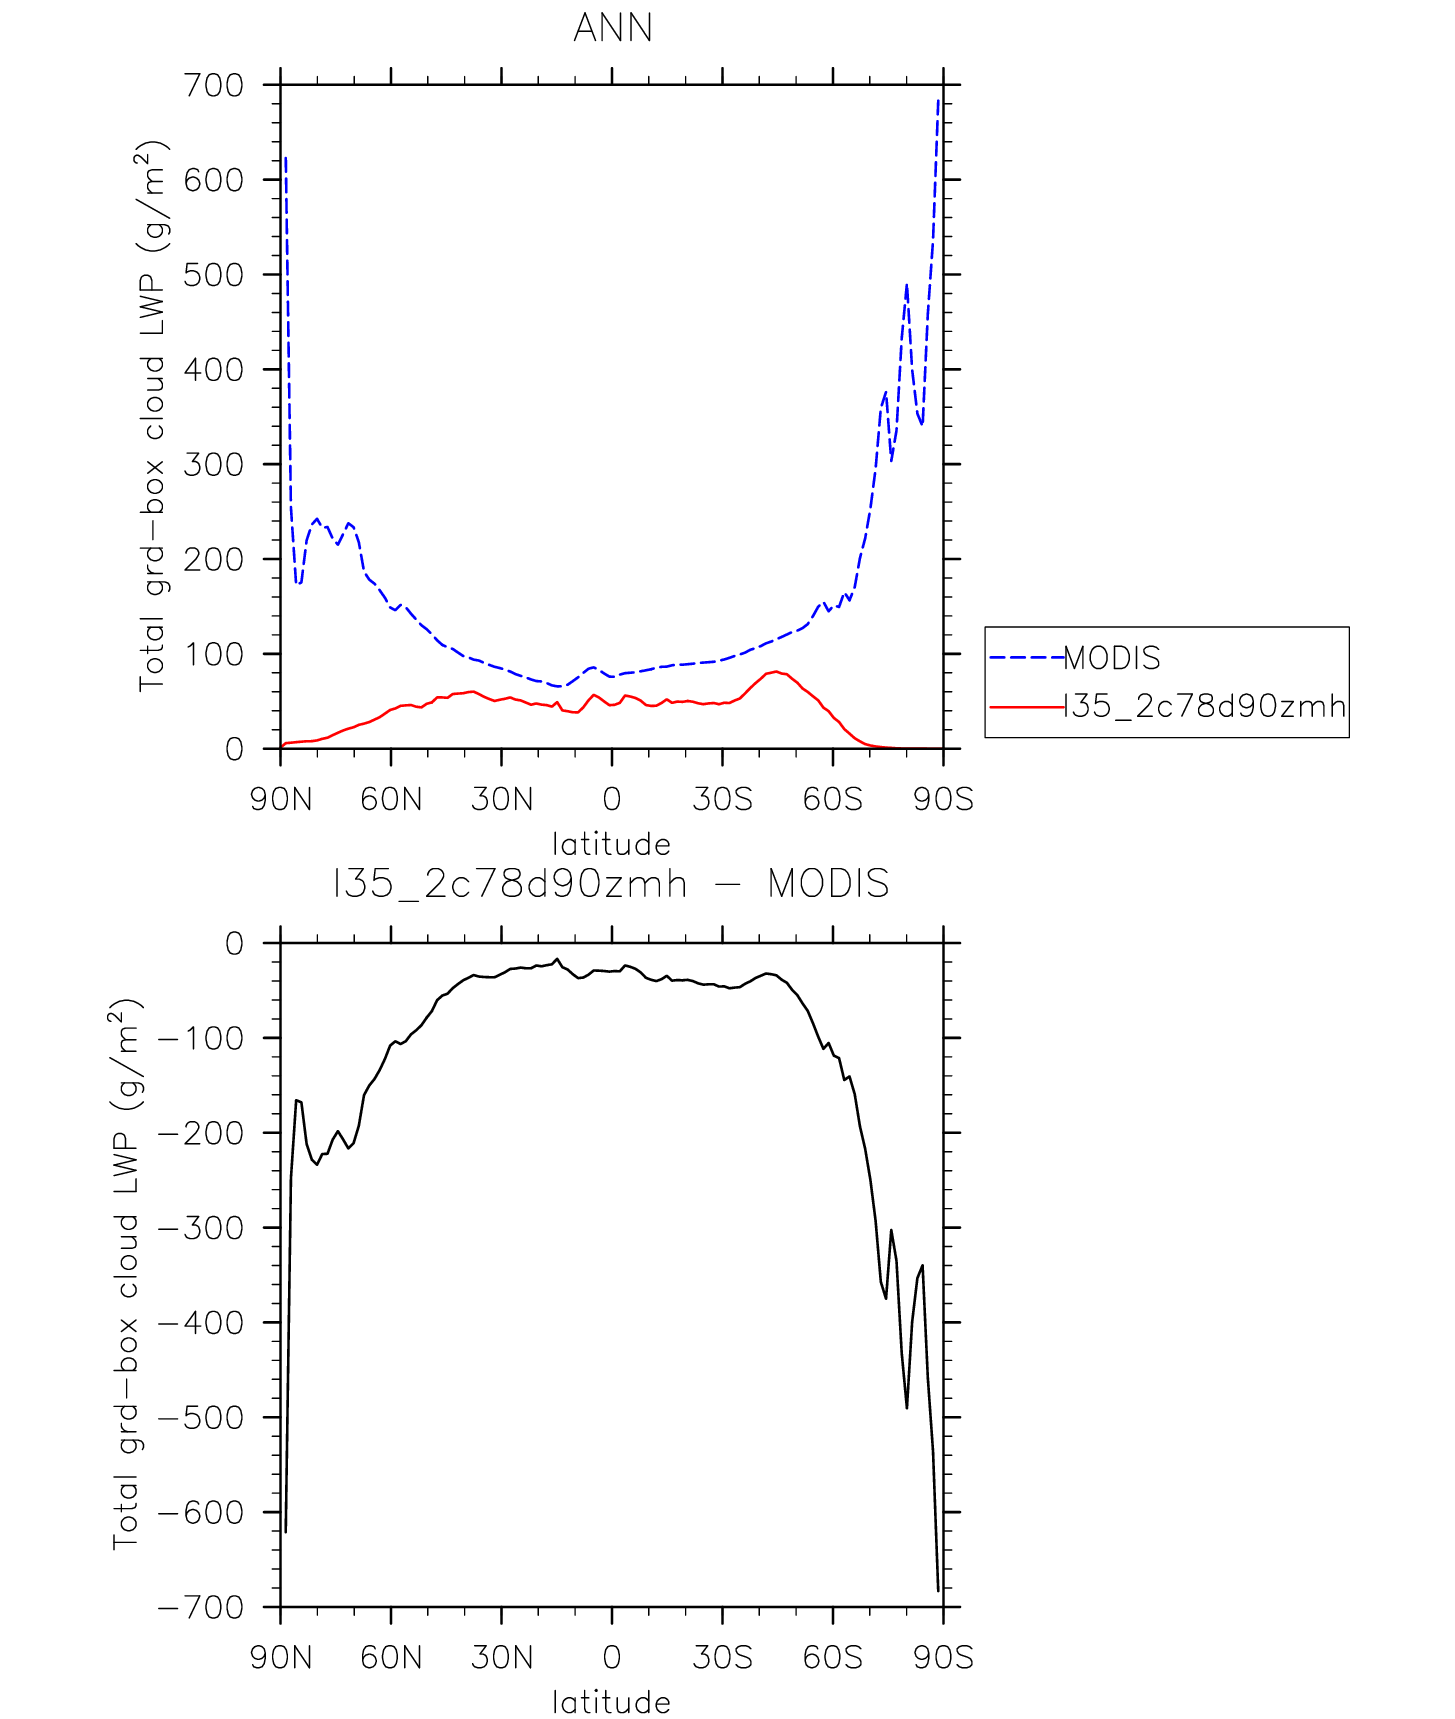 ANN
Total grd-box cloud LWP (g/m²)
700
600
500
400
300
200
100
0
90N 60N 30N 0 30S 60S 90S
latitude
MODIS
I35_2c78d90zmh
I35_2c78d90zmh - MODIS
Total grd-box cloud LWP (g/m²)
0
-100
-200
-300
-400
-500
-600
-700
90N 60N 30N 0 30S 60S 90S
latitude